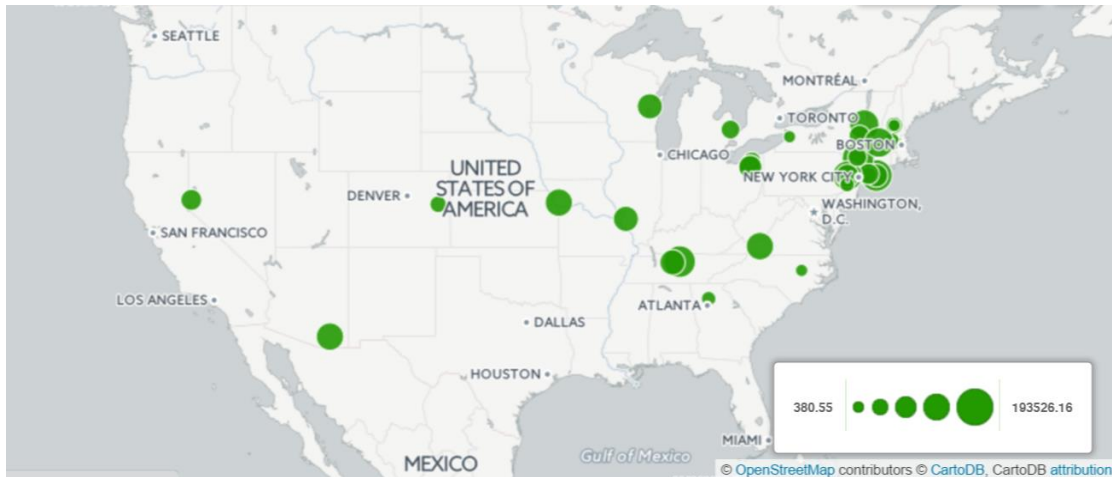 SEATTLE
MONTRÉAL
TORONTO
BOSTON
CHICAGO
UNITED
STATES OF
AMERICA
NEW YORK CITY
DENVER
WASHINGTON,
D.C.
SAN FRANCISCO
LOS ANGELES
ATLANTA
DALLAS
HOUSTON
380.55
193526.16
MIAMI
MEXICO
Gulf of Mexico
© OpenStreetMap contributors © CartoDB, CartoDB attribution